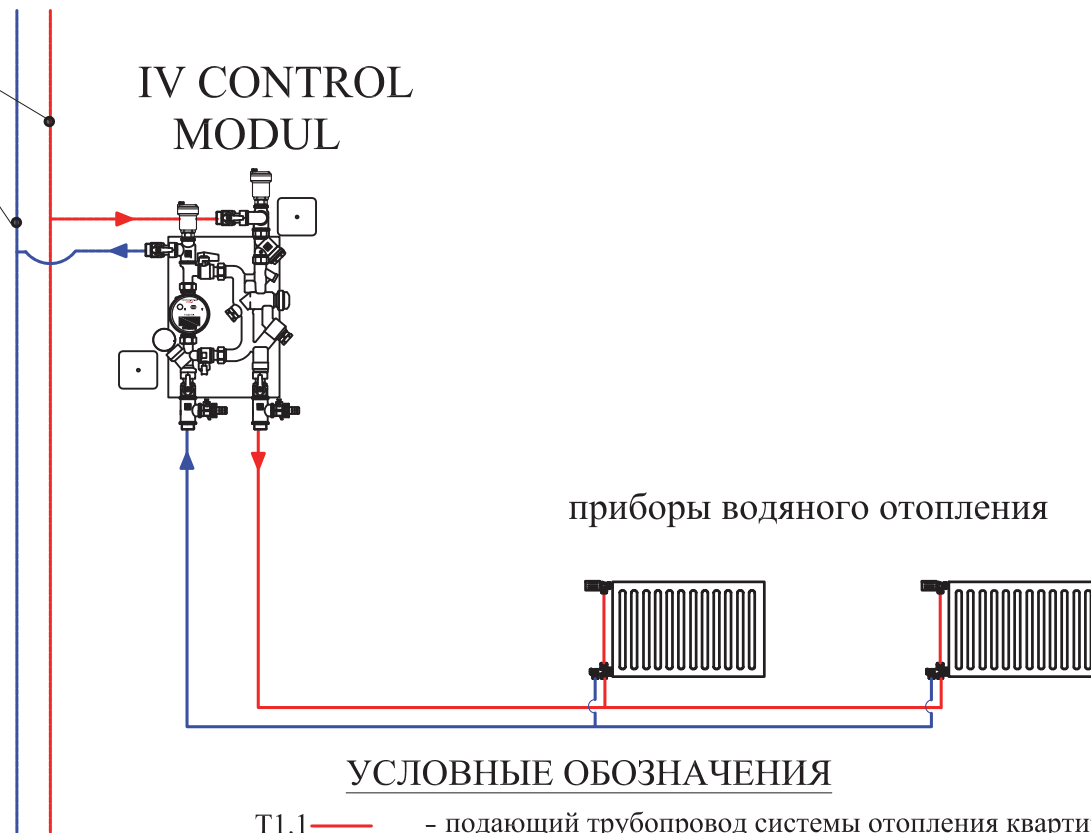 IV CONTROL
MODUL
приборы водяного отопления
УСЛОВНЫЕ ОБОЗНАЧЕНИЯ
Т1.1 - подающий трубопровод системы отопления кварти